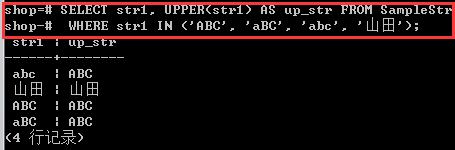 shop=# SELECT str1, UPPER(str1) AS up_str FROM SampleStr
shop-#  WHERE str1 IN ('ABC', 'aBC', 'abc', '山田');
 str1 | up_str
------+--------
 abc  | ABC
 山田 | 山田
 ABC  | ABC
 aBC  | ABC
(4 行记录)